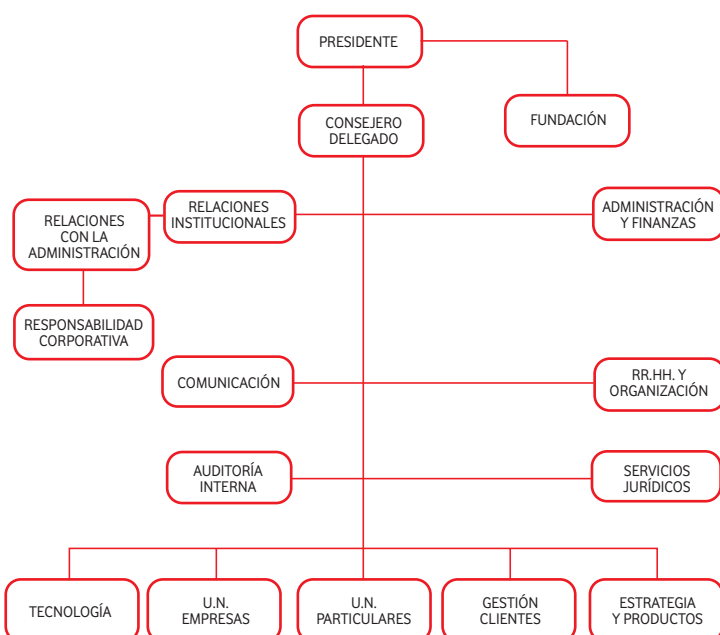 PRESIDENTE
FUNDACIÓN
CONSEJERO
DELEGADO
RELACIONES
INSTITUCIONALES
ADMINISTRACIÓN
Y FINANZAS
RELACIONES
CON LA
ADMINISTRACIÓN
RESPONSABILIDAD
CORPORATIVA
COMUNICACIÓN
RR.HH. Y
ORGANIZACIÓN
AUDITORÍA
INTERNA
SERVICIOS
JURÍDICOS
TECNOLOGÍA
U.N.
EMPRESAS
U.N.
PARTICULARES
GESTIÓN
CLIENTES
ESTRATEGIA
Y PRODUCTOS